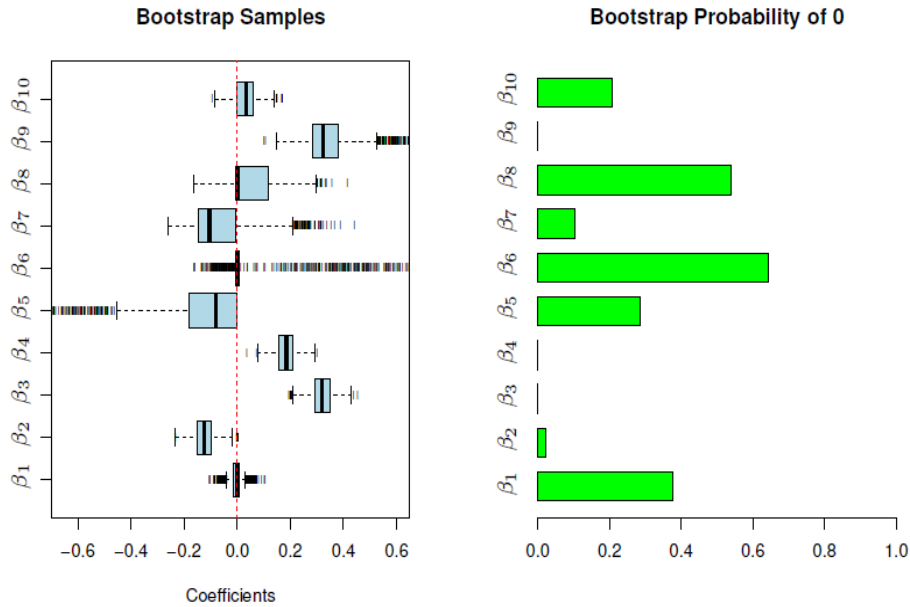 Bootstrap Samples
β10
β9
β8
β7
β6
β5
β4
β3
β2
β1
−0.6 −0.4 −0.2 0.0 0.2 0.4 0.6
Coefficients
Bootstrap Probability of 0
β10
β9
β8
β7
β6
β5
β4
β3
β2
β1
0.0 0.2 0.4 0.6 0.8 1.0